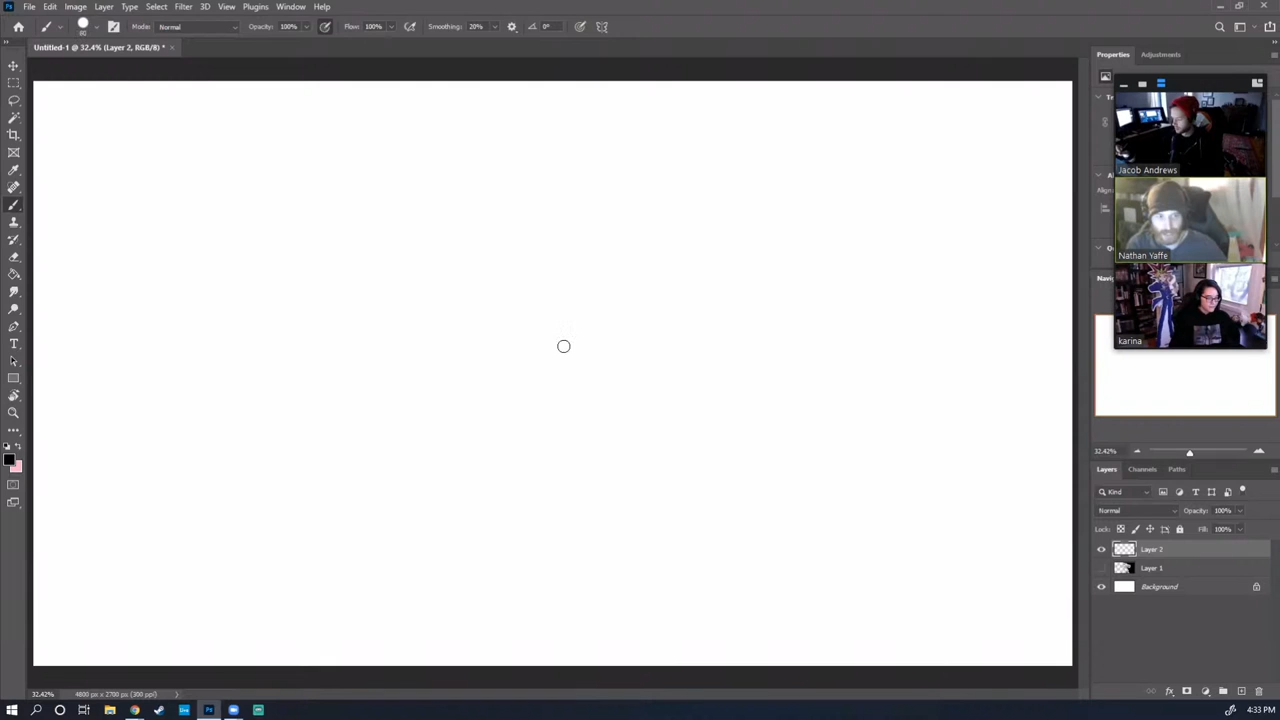 File Edit Image Layer Type Select Filter 3D View Plugins Window Help
80 Mode: Normal Opacity: 100% Flow: 100% Smoothing: 20% 0°
Untitled-1 @ 32.4% (Layer 2, RGB/8) *
Properties Adjustments
Jacob Andrews
Nathan Yaffe
karina
32.42%
Layers Channels Paths
Kind
Normal Opacity: 100%
Lock: Fill: 100%
Layer 2
Layer 1
Background
32.42% 4800 px x 2700 px (300 ppi)
4:33 PM